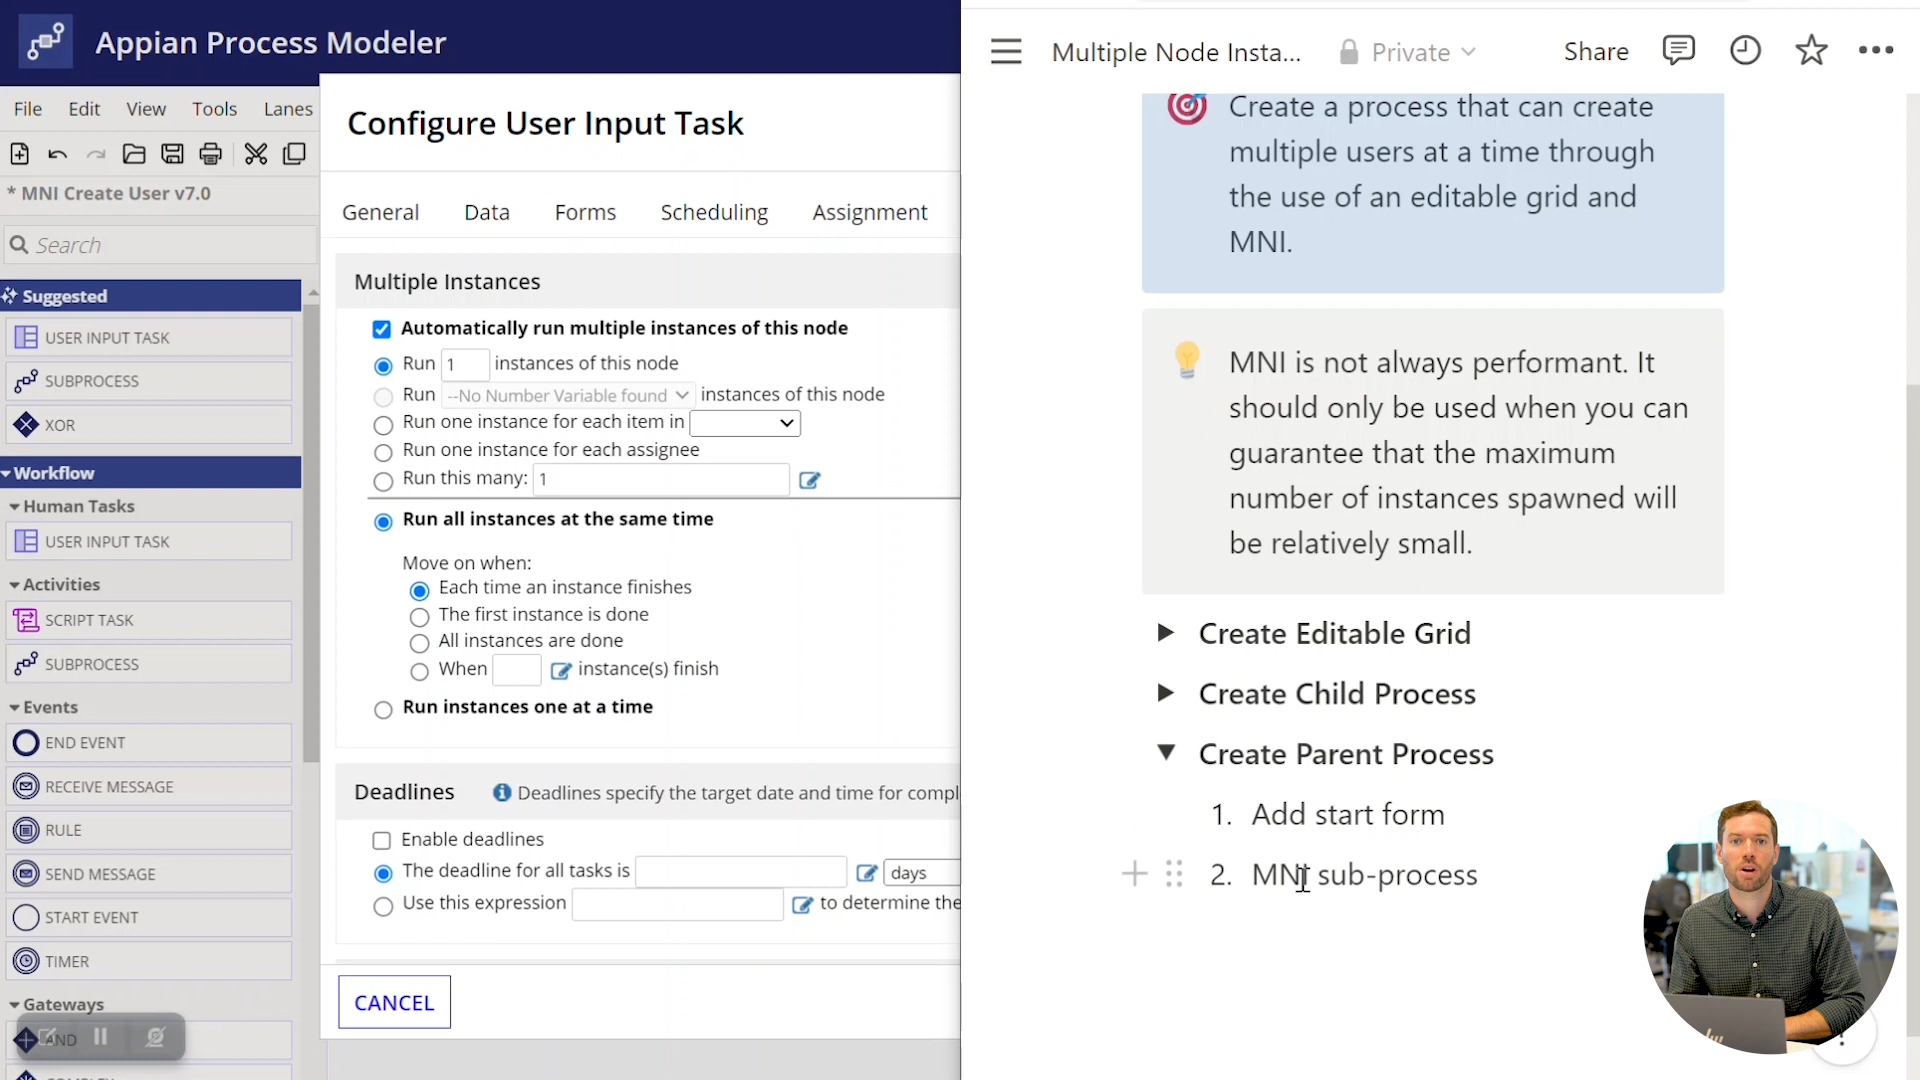 Appian Process Modeler
File Edit View Tools Lanes
* MNI Create User v7.0
Search
Suggested
USER INPUT TASK
SUBPROCESS
XOR
Workflow
Human Tasks
USER INPUT TASK
Activities
SCRIPT TASK
SUBPROCESS
Events
END EVENT
RECEIVE MESSAGE
RULE
SEND MESSAGE
START EVENT
TIMER
Gateways
AND
Configure User Input Task
General Data Forms Scheduling Assignment
Multiple Instances
Automatically run multiple instances of this node
Run 1 instances of this node
Run --No Number Variable found instances of this node
Run one instance for each item in
Run one instance for each assignee
Run this many: 1
Run all instances at the same time
Move on when:
Each time an instance finishes
The first instance is done
All instances are done
When instance(s) finish
Run instances one at a time
Deadlines Deadlines specify the target date and time for compl
Enable deadlines
The deadline for all tasks is days
Use this expression to determine the
CANCEL
Multiple Node Insta... Private Share
Create a process that can create
multiple users at a time through
the use of an editable grid and
MNI.
MNI is not always performant. It
should only be used when you can
guarantee that the maximum
number of instances spawned will
be relatively small.
Create Editable Grid
Create Child Process
Create Parent Process
1. Add start form
2. MNI sub-process